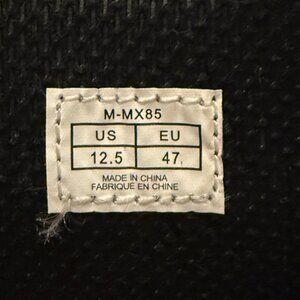 M-MX85
US EU
12.5 47
MADE IN CHINA
FABRIQUE EN CHINE